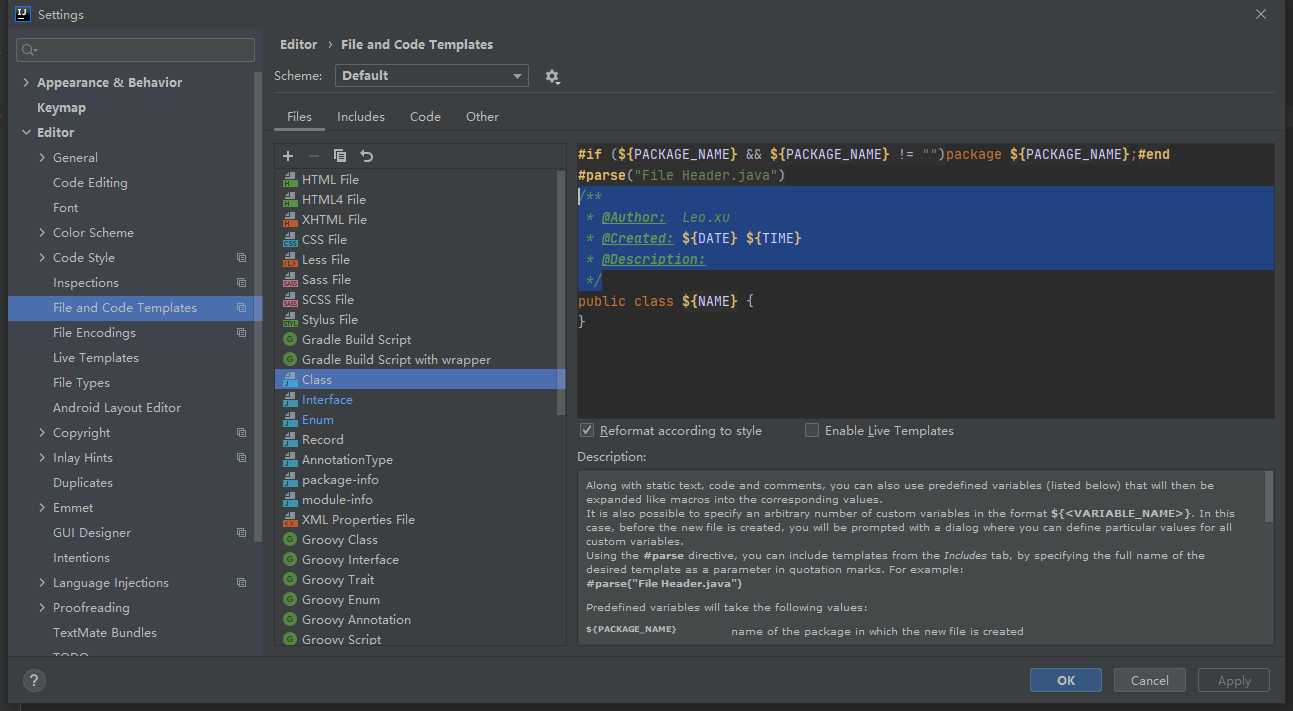 Settings
Appearance & Behavior
Keymap
Editor
General
Code Editing
Font
Color Scheme
Code Style
Inspections
File and Code Templates
File Encodings
Live Templates
File Types
Android Layout Editor
Copyright
Inlay Hints
Duplicates
Emmet
GUI Designer
Intentions
Language Injections
Proofreading
TextMate Bundles
TODO
Editor › File and Code Templates
Scheme: Default
Files Includes Code Other
HTML File
HTML4 File
XHTML File
CSS File
Less File
Sass File
SCSS File
Stylus File
Gradle Build Script
Gradle Build Script with wrapper
Class
Interface
Enum
Record
AnnotationType
package-info
module-info
XML Properties File
Groovy Class
Groovy Interface
Groovy Trait
Groovy Enum
Groovy Annotation
Groovy Script
#if (${PACKAGE_NAME} && ${PACKAGE_NAME} != "")package ${PACKAGE_NAME};#end
#parse("File Header.java")
/**
* @Author: Leo.xu
* @Created: ${DATE} ${TIME}
* @Description:
*/
public class ${NAME} {
}
Reformat according to style Enable Live Templates
Description:
Along with static text, code and comments, you can also use predefined variables (listed below) that will then be
expanded like macros into the corresponding values.
It is also possible to specify an arbitrary number of custom variables in the format ${<VARIABLE_NAME>}. In this
case, before the new file is created, you will be prompted with a dialog where you can define particular values for all
custom variables.
Using the #parse directive, you can include templates from the Includes tab, by specifying the full name of the
desired template as a parameter in quotation marks. For example:
#parse("File Header.java")
Predefined variables will take the following values:
${PACKAGE_NAME} name of the package in which the new file is created
?
OK Cancel Apply